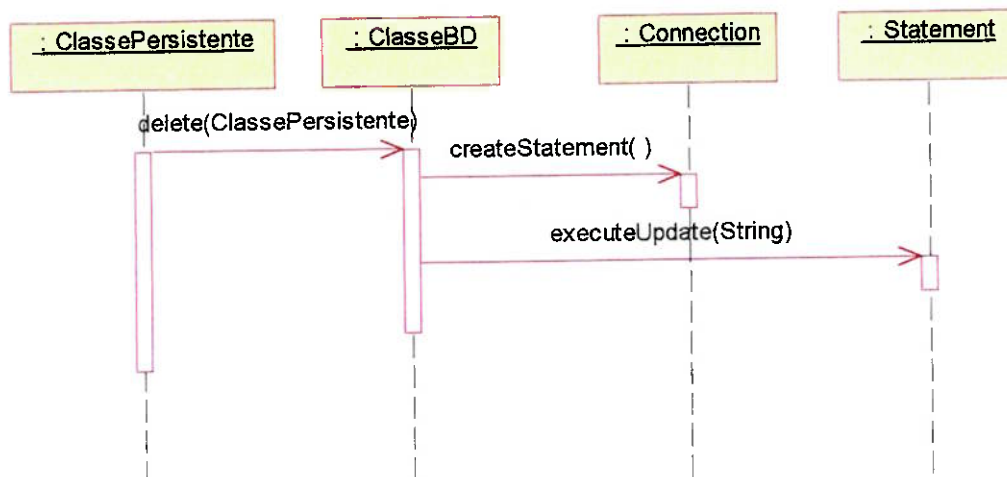 : ClassePersistente
: ClasseBD
: Connection
: Statement
delete(ClassePersistente)
createStatement( )
executeUpdate(String)